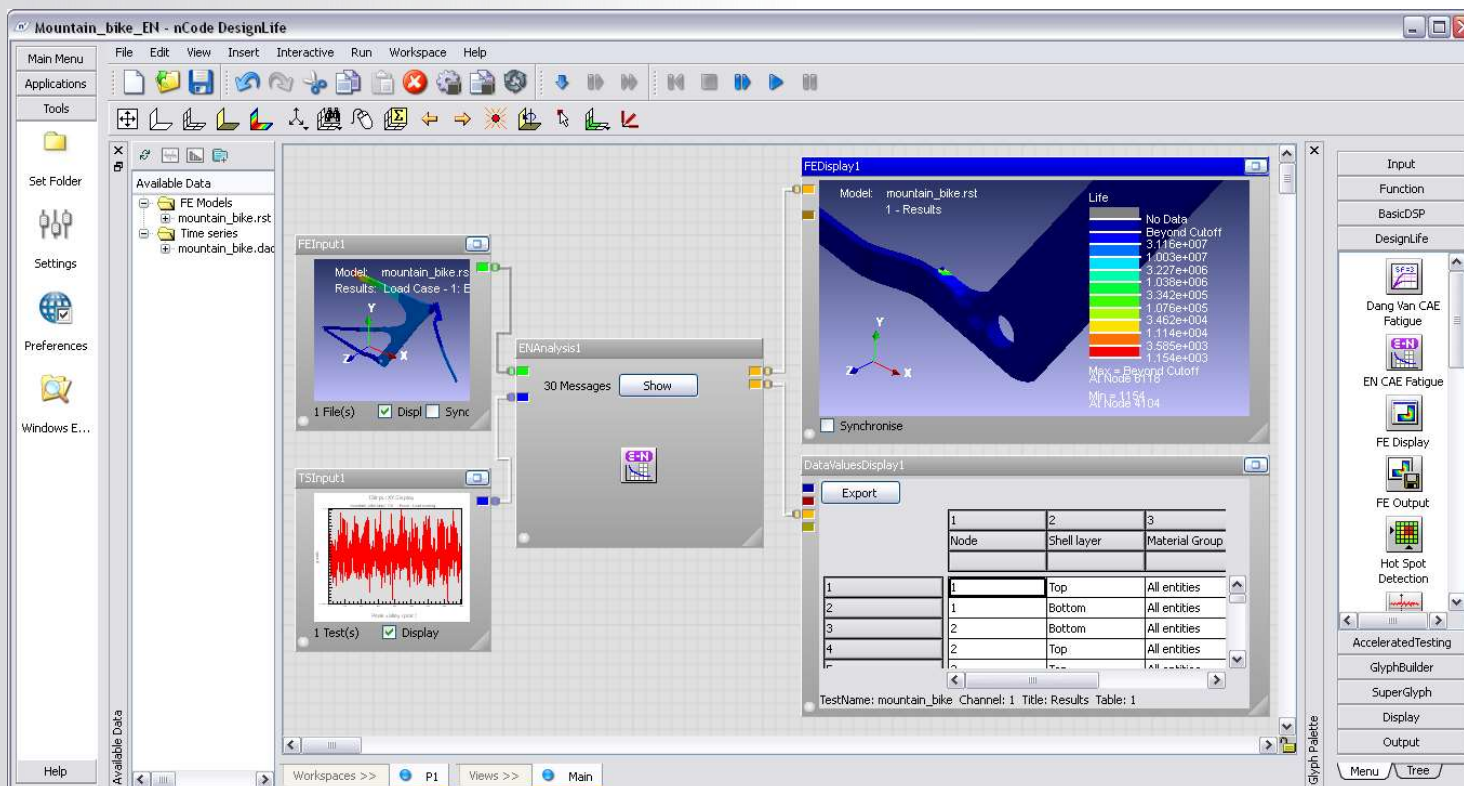 Mountain_bike_EN - nCode DesignLife
Main Menu
Applications
Tools
Set Folder
Settings
Preferences
Windows E...
Help
File Edit View Insert Interactive Run Workspace Help
Available Data
FE Models
mountain_bike.rst
Time series
mountain_bike.dac
Available Data
FEInput1
Model: mountain_bike.rs
Results: Load Case - 1: E
Y
Z
X
1 File(s) Displ Sync
TSInput1
1 Test(s) Display
ENAnalysis1
30 Messages Show
E-N
FEDisplay1
Model: mountain_bike.rst
1 - Results
Life
No Data
Beyond Cutoff
3.116e+007
1.003e+007
3.227e+006
1.038e+006
3.342e+005
1.076e+005
3.462e+004
1.114e+004
3.585e+003
1.154e+003
Max = Beyond Cutoff
At Node 6118
Min = 1154
At Node 4104
Y
Z
X
Synchronise
DataValuesDisplay1
Export
1 2 3
Node Shell layer Material Group
1 1 Top All entities
2 1 Bottom All entities
3 2 Bottom All entities
4 2 Top All entities
TestName: mountain_bike Channel: 1 Title: Results Table: 1
Workspaces >> P1 Views >> Main
Glyph Palette
Input
Function
BasicDSP
DesignLife
SF=3
Dang Van CAE
Fatigue
E-N
EN CAE Fatigue
FE Display
FE Output
Hot Spot
Detection
AcceleratedTesting
GlyphBuilder
SuperGlyph
Display
Output
Menu Tree